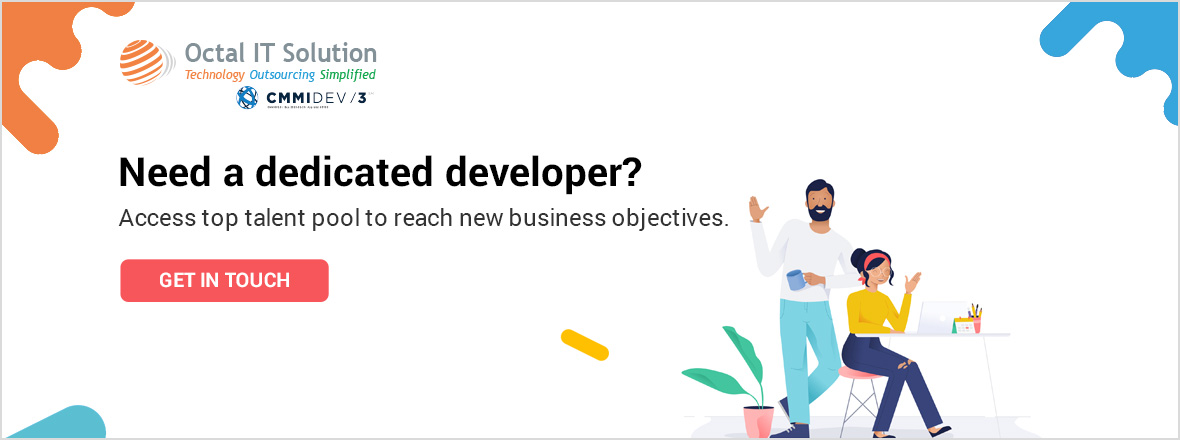 Octal IT Solution
Technology Outsourcing Simplified
CMMIDEV/3
Need a dedicated developer?
Access top talent pool to reach new business objectives.
GET IN TOUCH